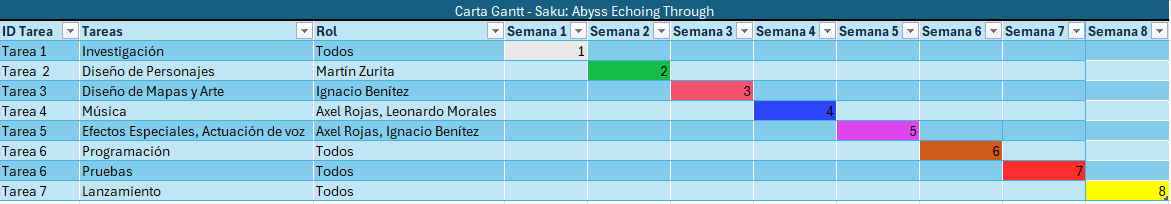 Carta Gantt - Saku: Abyss Echoing Through
ID Tarea Tareas Rol Semana 1 Semana 2 Semana 3 Semana 4 Semana 5 Semana 6 Semana 7 Semana 8
Tarea 1 Investigación Todos 1
Tarea  2 Diseño de Personajes Martín Zurita 2
Tarea 3 Diseño de Mapas y Arte Ignacio Benítez 3
Tarea 4 Música Axel Rojas, Leonardo Morales 4
Tarea 5 Efectos Especiales, Actuación de voz Axel Rojas, Ignacio Benítez 5
Tarea 6 Programación Todos 6
Tarea 6 Pruebas Todos 7
Tarea 7 Lanzamiento Todos 8